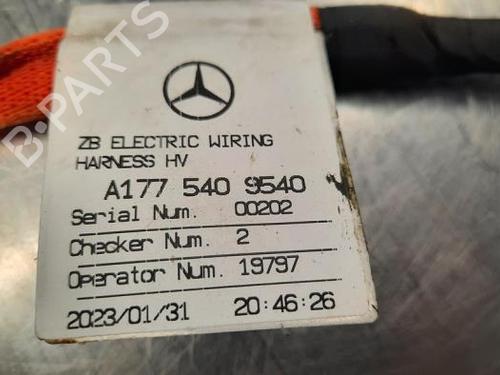 ZB ELECTRIC WIRING
HARNESS HV
A177 540 9540
Serial Num. 00202
Checker Num. 2
Operator Num. 19797
2023/01/31 20:46:26
B-PARTS